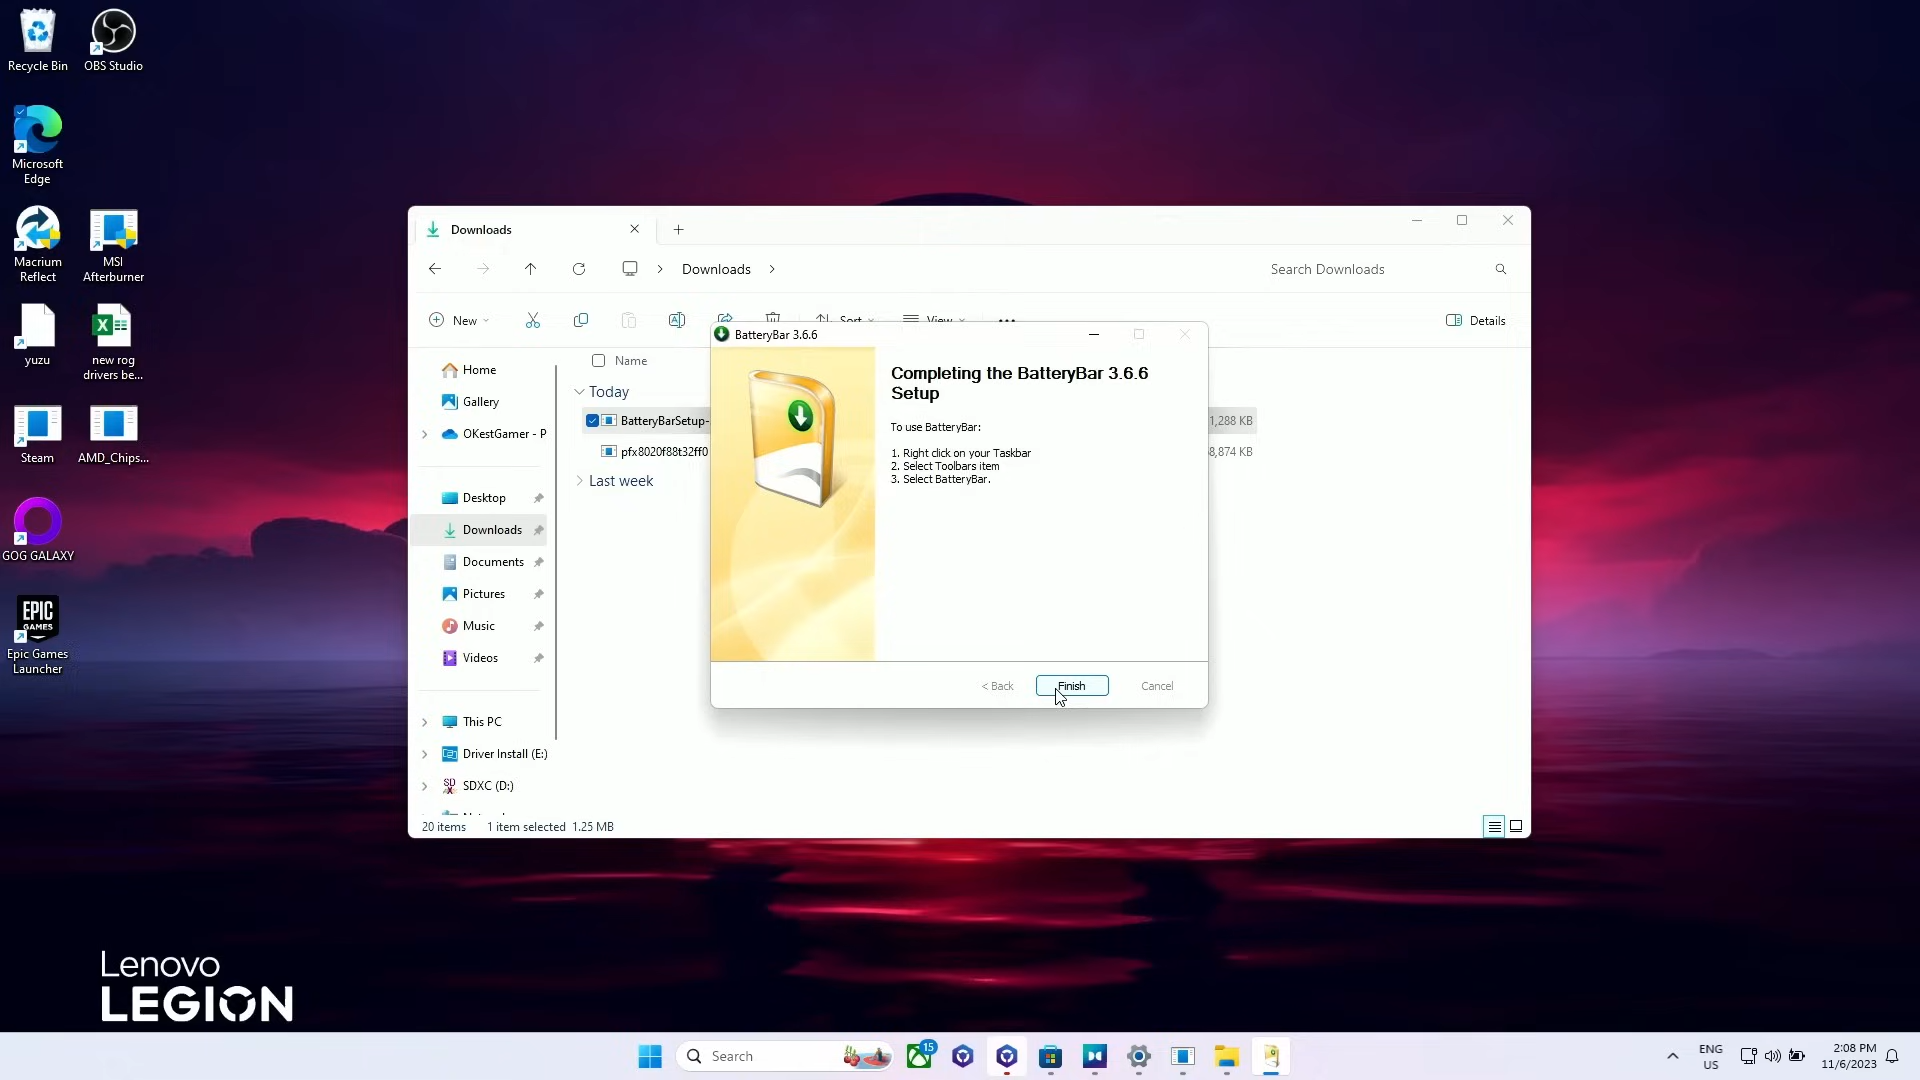 Recycle Bin
OBS Studio
Microsoft
Edge
Macrium
Reflect
MSI
Afterburner
yuzu
new rog
drivers be...
Steam
AMD_Chips...
GOG GALAXY
EPIC
GAMES
Epic Games
Launcher
Lenovo
LEGION
Downloads
Downloads
Search Downloads
New
Sort
View
Details
Home
Gallery
OKestGamer - P
Desktop
Downloads
Documents
Pictures
Music
Videos
This PC
Driver Install (E:)
SDXC (D:)
Name
Today
BatteryBarSetup-
1,288 KB
pfx8020f88t32ff0
8,874 KB
Last week
20 items
1 item selected 1.25 MB
BatteryBar 3.6.6
Completing the BatteryBar 3.6.6
Setup
To use BatteryBar:
1. Right click on your Taskbar
2. Select Toolbars item
3. Select BatteryBar.
< Back
Finish
Cancel
Search
15
ENG
US
2:08 PM
11/6/2023